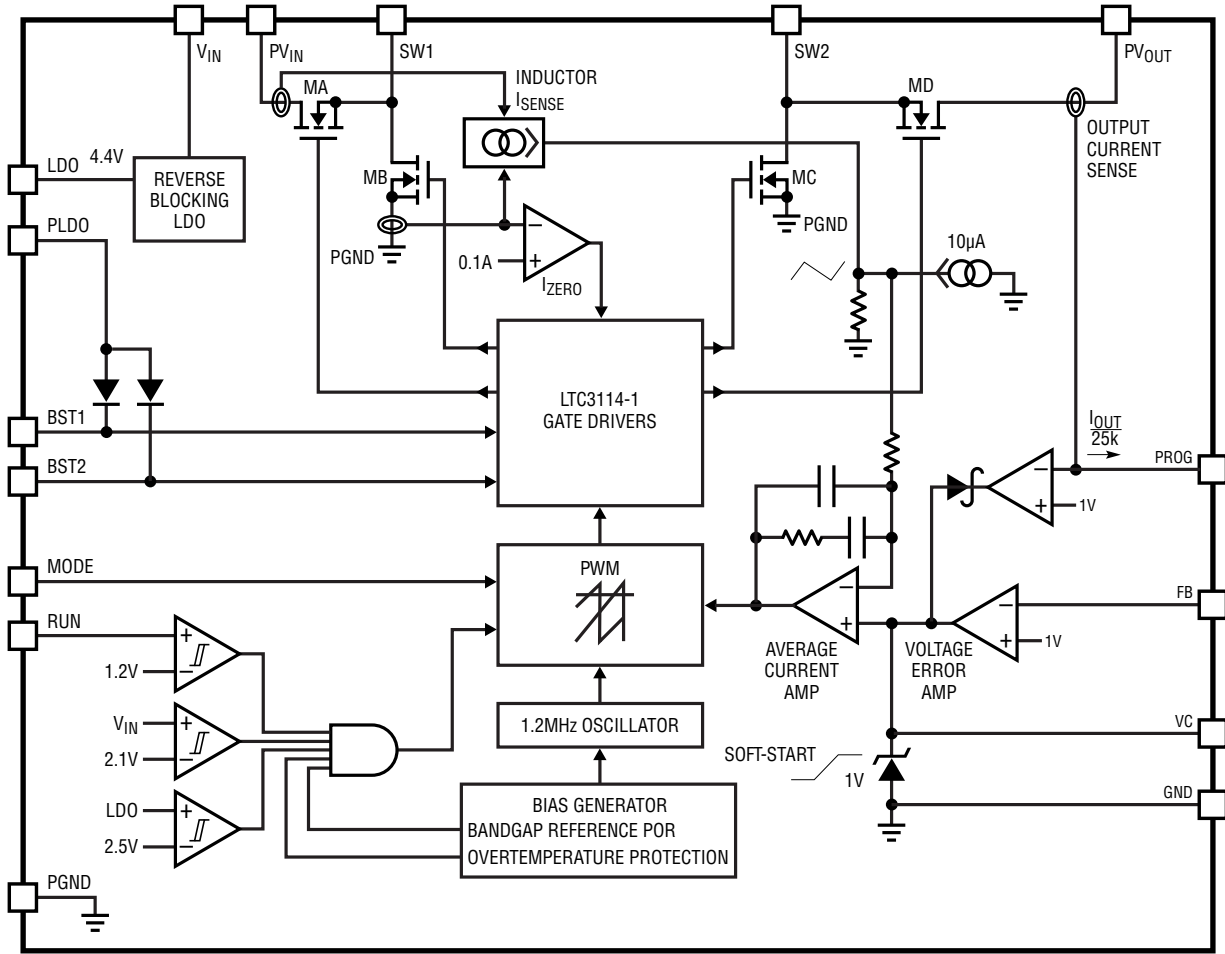 VIN
PVIN
SW1
SW2
PVOUT
MA
INDUCTOR
ISENSE
MD
OUTPUT
CURRENT
SENSE
LDO
4.4V
REVERSE
BLOCKING
LDO
MB
MC
PLDO
PGND
PGND
0.1A
IZERO
10µA
LTC3114-1
GATE DRIVERS
BST1
BST2
IOUT
25k
PROG
1V
MODE
PWM
FB
1V
RUN
1.2V
AVERAGE
CURRENT
AMP
VOLTAGE
ERROR
AMP
VIN
2.1V
1.2MHz OSCILLATOR
VC
SOFT-START
1V
LDO
2.5V
BIAS GENERATOR
BANDGAP REFERENCE POR
OVERTEMPERATURE PROTECTION
GND
PGND